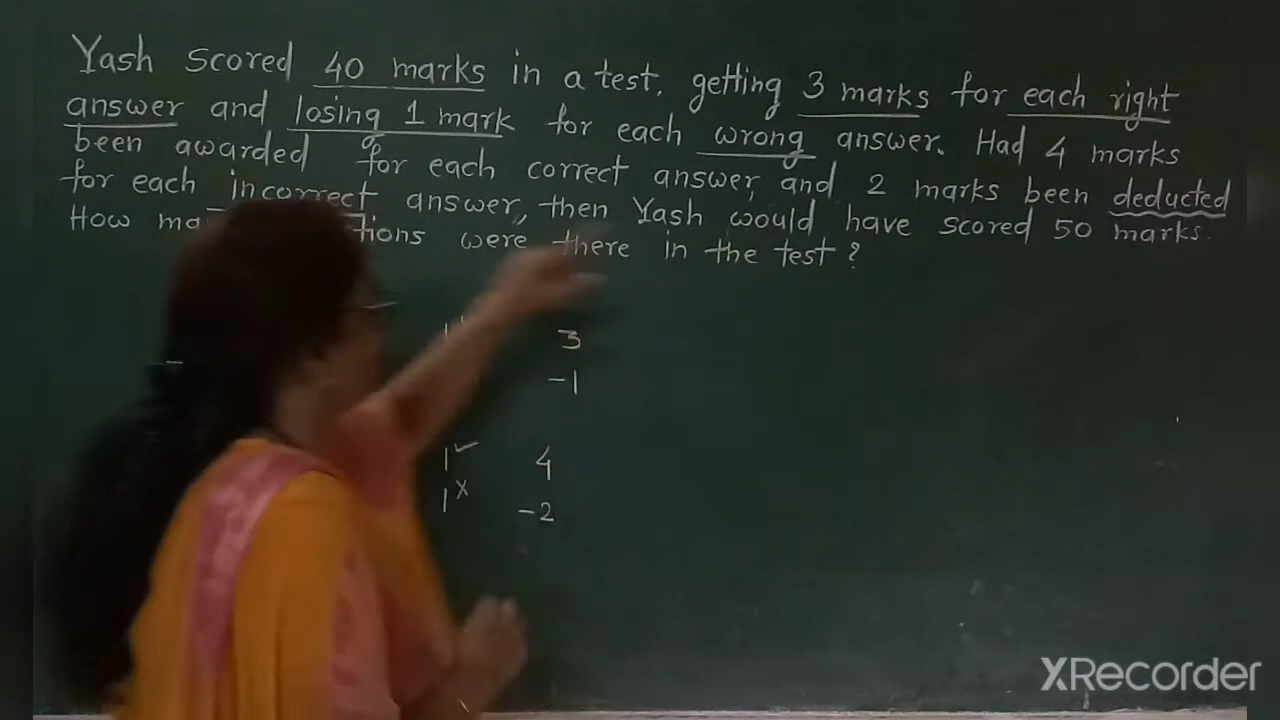 Yash scored 40 marks in a test, getting 3 marks for each right
answer and losing 1 mark for each wrong answer. Had 4 marks
been awarded for each correct answer, and 2 marks been deducted
for each incorrect answer, then Yash would have scored 50 marks.
How were there in the test?
1 3
-1
1 ✓ 4
1 x -2
XRecorder